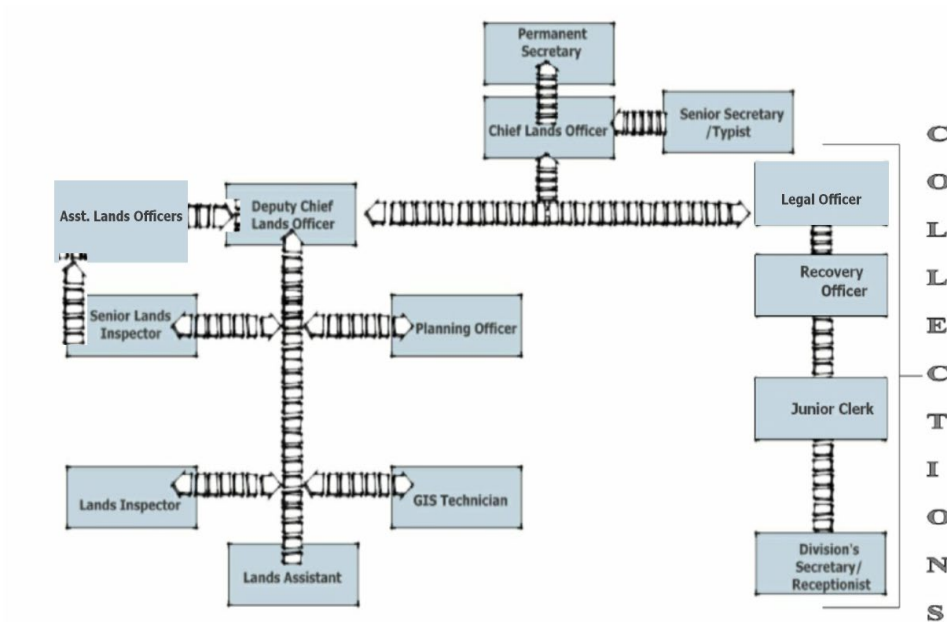 Permanent
Secretary
Chief Lands Officer
Senior Secretary
/Typist
Asst. Lands Officers
Deputy Chief
Lands Officer
Legal Officer
Recovery
Officer
Senior Lands
Inspector
Planning Officer
Junior Clerk
Lands Inspector
GIS Technician
Lands Assistant
Division's
Secretary/
Receptionist
C
O
L
L
E
C
T
I
O
N
S